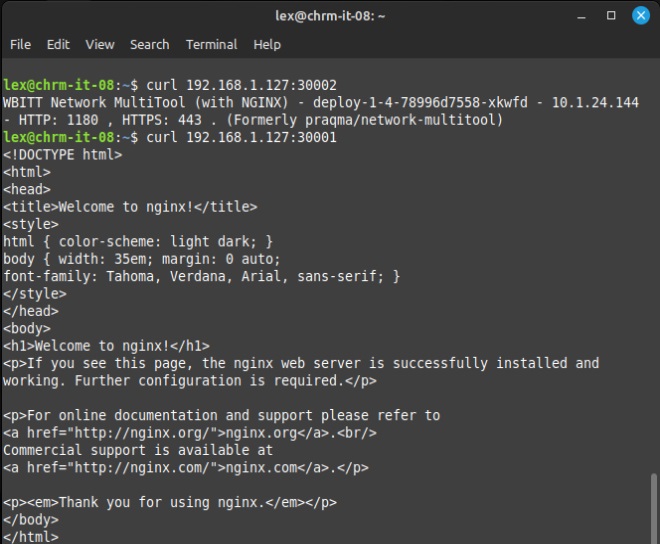 lex@chrm-it-08: ~
File Edit View Search Terminal Help
lex@chrm-it-08:~$ curl 192.168.1.127:30002
WBITT Network MultiTool (with NGINX) - deploy-1-4-78996d7558-xkwfd - 10.1.24.144
- HTTP: 1180 , HTTPS: 443 . (Formerly praqma/network-multitool)
lex@chrm-it-08:~$ curl 192.168.1.127:30001
<!DOCTYPE html>
<html>
<head>
<title>Welcome to nginx!</title>
<style>
html { color-scheme: light dark; }
body { width: 35em; margin: 0 auto;
font-family: Tahoma, Verdana, Arial, sans-serif; }
</style>
</head>
<body>
<h1>Welcome to nginx!</h1>
<p>If you see this page, the nginx web server is successfully installed and
working. Further configuration is required.</p>
<p>For online documentation and support please refer to
<a href="http://nginx.org/">nginx.org</a>.<br/>
Commercial support is available at
<a href="http://nginx.com/">nginx.com</a>.</p>
<p><em>Thank you for using nginx.</em></p>
</body>
</html>